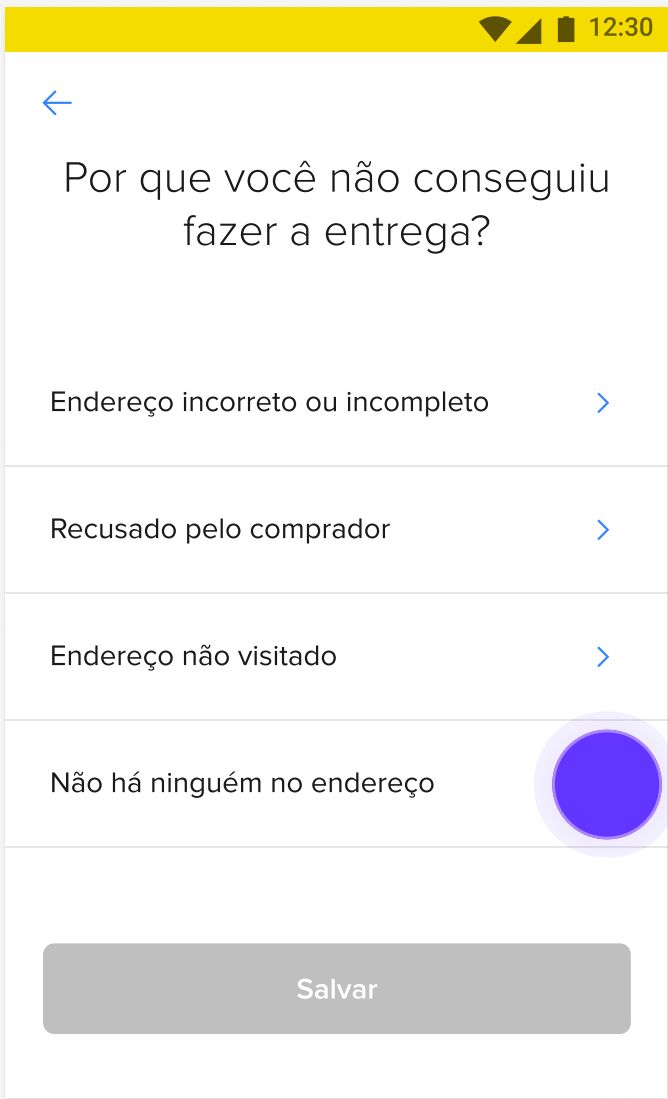 12:30
Por que você não conseguiu
fazer a entrega?
Endereço incorreto ou incompleto
Recusado pelo comprador
Endereço não visitado
Não há ninguém no endereço
Salvar